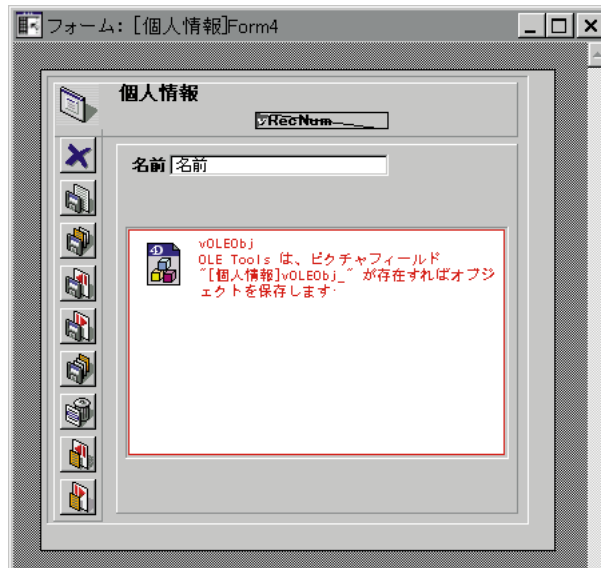 フォーム: [個人情報]Form4
個人情報
vRecNum
名前 名前
4D
vOLEObj
OLE Tools は、ピクチャフィールド
"[個人情報]vOLEObj_" が存在すればオブジ
ェクトを保存します.